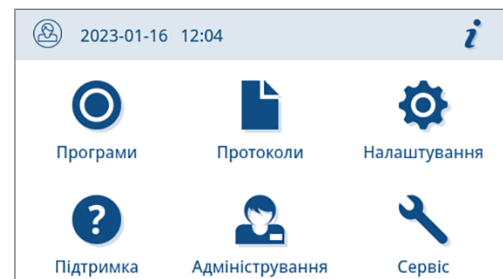 2023-01-16 12:04
i
Програми Протоколи Налаштування
?
Підтримка Адміністрування Сервіс